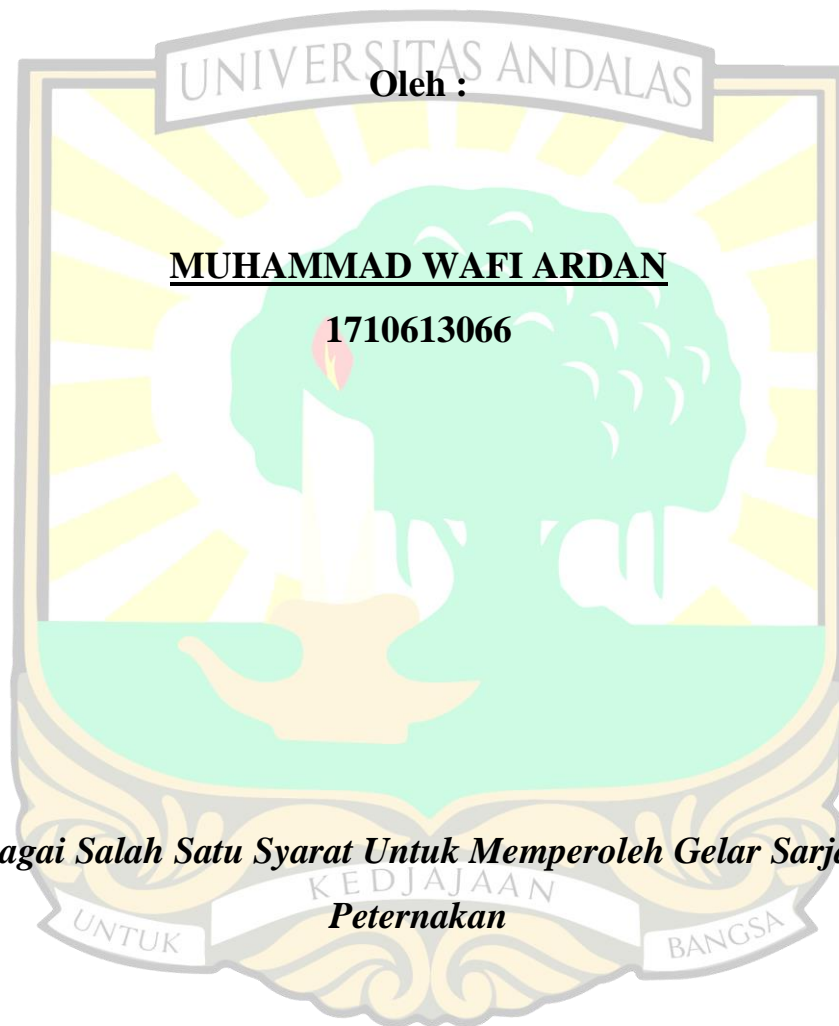 UNIVERSITAS ANDALAS
Oleh :
MUHAMMAD WAFI ARDAN
1710613066
agai Salah Satu Syarat Untuk Memperoleh Gelar Sarj
KEDJAJAAN
Peternakan
UNTUK
BANGSA